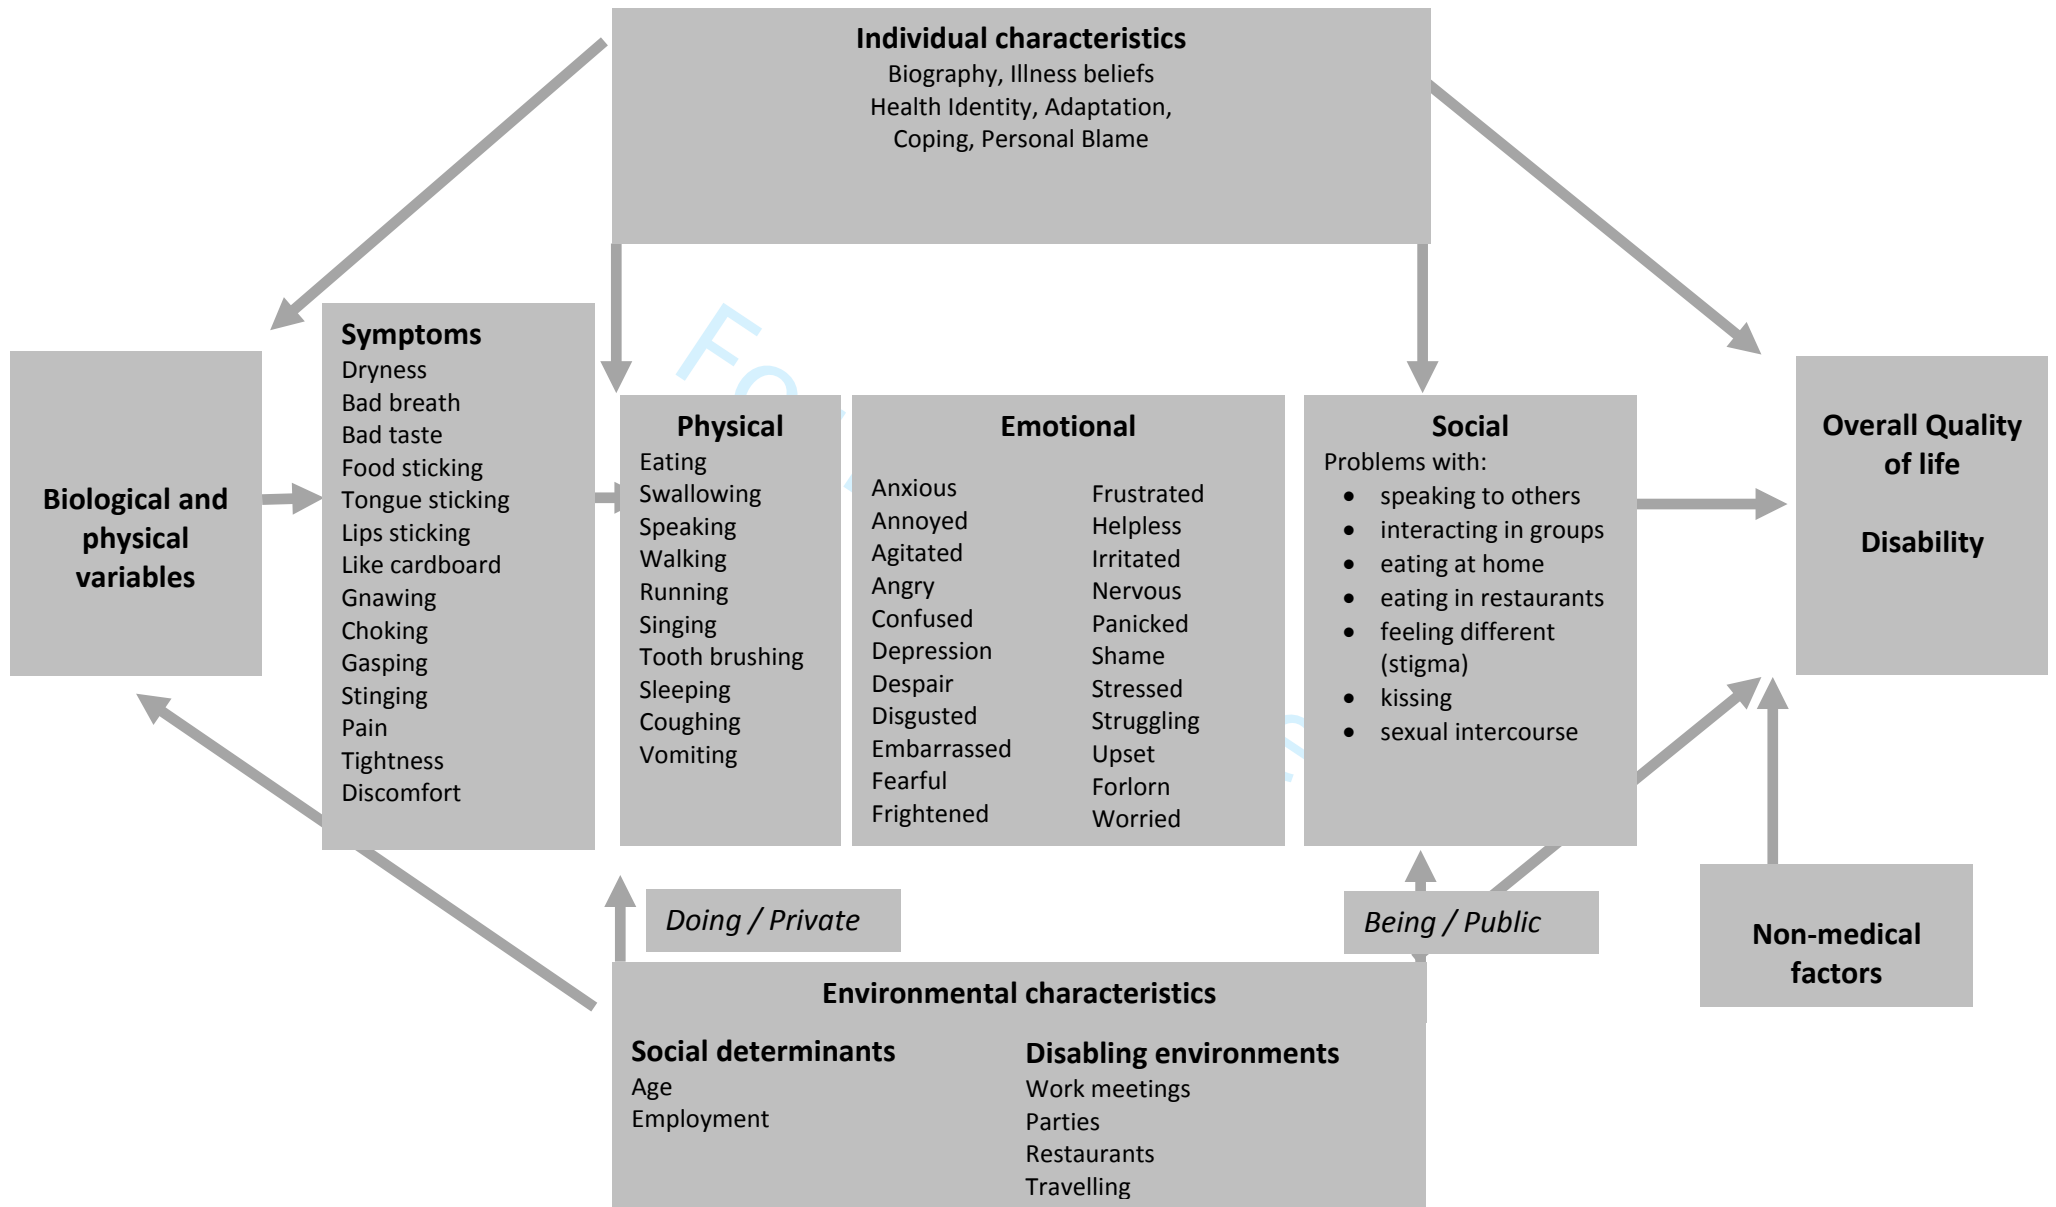 Individual characteristics
Biography, Illness beliefs
Health Identity, Adaptation,
Coping, Personal Blame
Biological and
physical
variables
Symptoms
Dryness
Bad breath
Bad taste
Food sticking
Tongue sticking
Lips sticking
Like cardboard
Gnawing
Choking
Gasping
Stinging
Pain
Tightness
Discomfort
Physical
Eating
Swallowing
Speaking
Walking
Running
Singing
Tooth brushing
Sleeping
Coughing
Vomiting
Emotional
Anxious
Annoyed
Agitated
Angry
Confused
Depression
Despair
Disgusted
Embarrassed
Fearful
Frightened
Frustrated
Helpless
Irritated
Nervous
Panicked
Shame
Stressed
Struggling
Upset
Forlorn
Worried
Social
Problems with:
• speaking to others
• interacting in groups
• eating at home
• eating in restaurants
• feeling different
(stigma)
• kissing
• sexual intercourse
Overall Quality
of life
Disability
Doing / Private
Being / Public
Non-medical
factors
Environmental characteristics
Social determinants
Age
Employment
Disabling environments
Work meetings
Parties
Restaurants
Travelling